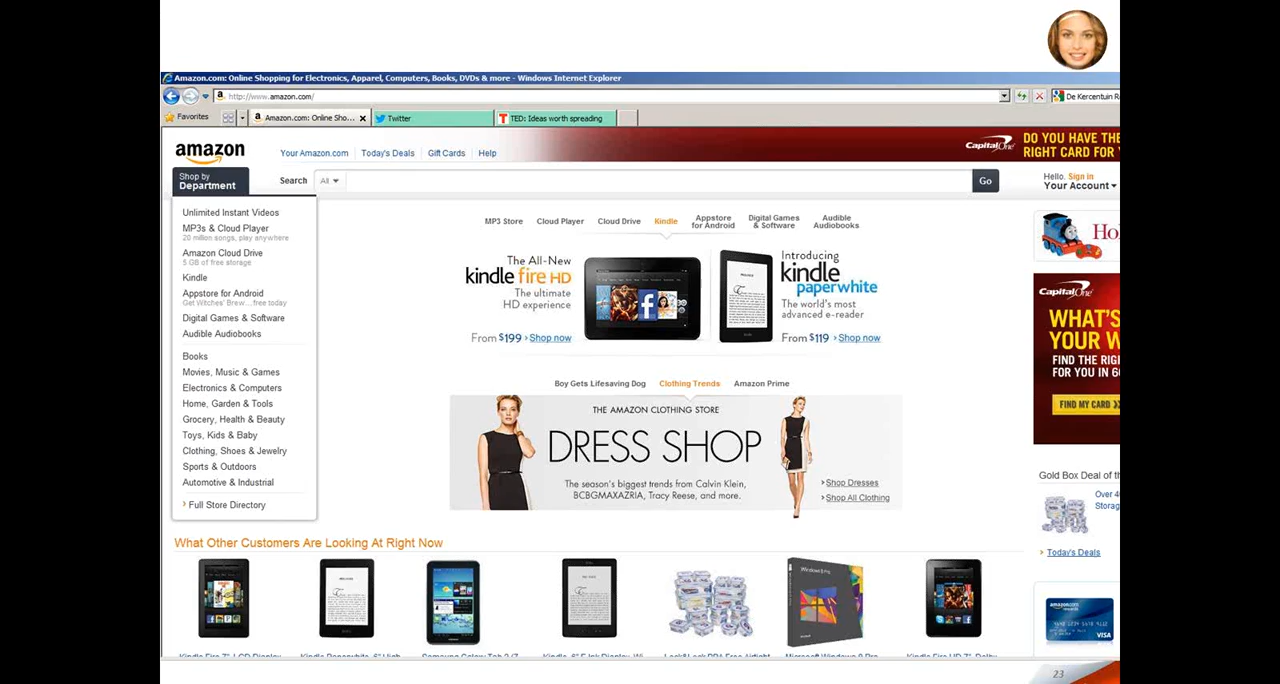 Amazon.com: Online Shopping for Electronics, Apparel, Computers, Books, DVDs & more - Windows Internet Explorer
http://www.amazon.com/
De Kercentuin R
Favorites
Amazon.com: Online Sho...
Twitter
TED: Ideas worth spreading
amazon
Your Amazon.com
Today's Deals
Gift Cards
Help
CapitalOne
DO YOU HAVE THE
RIGHT CARD FOR
Shop by
Department
Search
All
Go
Hello. Sign in
Your Account
Unlimited Instant Videos
MP3s & Cloud Player
20 million songs, play anywhere
Amazon Cloud Drive
5 GB of free storage
Kindle
Appstore for Android
Get Witches' Brew... free today
Digital Games & Software
Audible Audiobooks
Books
Movies, Music & Games
Electronics & Computers
Home, Garden & Tools
Grocery, Health & Beauty
Toys, Kids & Baby
Clothing, Shoes & Jewelry
Sports & Outdoors
Automotive & Industrial
Full Store Directory
MP3 Store
Cloud Player
Cloud Drive
Kindle
Appstore
for Android
Digital Games
& Software
Audible
Audiobooks
The All-New
kindle fire HD
The ultimate
HD experience
From $199 › Shop now
Introducing
kindle
paperwhite
The world's most
advanced e-reader
From $119 › Shop now
Boy Gets Lifesaving Dog
Clothing Trends
Amazon Prime
THE AMAZON CLOTHING STORE
DRESS SHOP
The season's biggest trends from Calvin Klein,
BCBGMAXAZRIA, Tracy Reese, and more.
› Shop Dresses
› Shop All Clothing
Ho
CapitalOne
WHAT'S
YOUR W
FIND THE RIG
FOR YOU IN 6
FIND MY CARD
Gold Box Deal of th
Over 4
Storag
› Today's Deals
amazon.com
rewards
VISA
What Other Customers Are Looking At Right Now
Windows 8 Pro
Kindle Fire 7", LCD Display
Kindle Paperwhite, 6" High
Samsung Galaxy Tab 2 (7
Kindle, 6" E Ink Display, Wi
Lock&Lock BPA Free Airtight
Microsoft Windows 8 Pro
Kindle Fire HD 7", Dolby
23